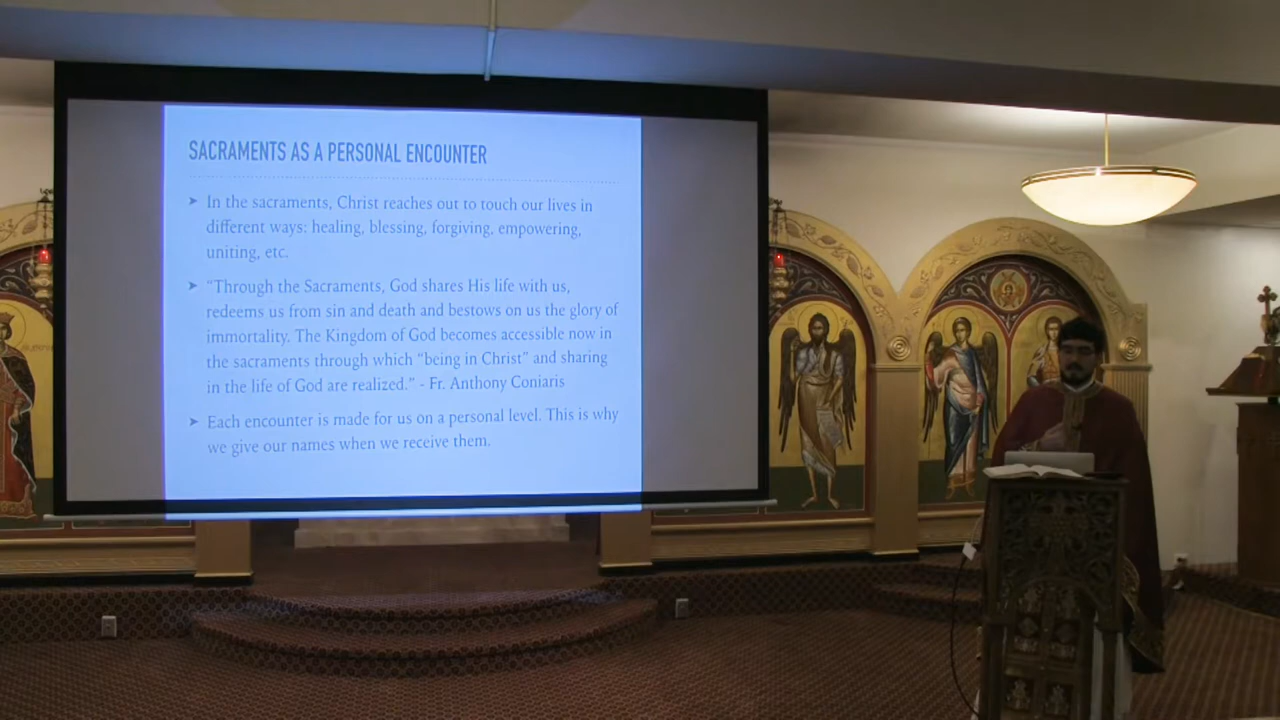 SACRAMENTS AS A PERSONAL ENCOUNTER
➤ In the sacraments, Christ reaches out to touch our lives in
different ways: healing, blessing, forgiving, empowering,
uniting, etc.
➤ “Through the Sacraments, God shares His life with us,
redeems us from sin and death and bestows on us the glory of
immortality. The Kingdom of God becomes accessible now in
the sacraments through which “being in Christ” and sharing
in the life of God are realized.” - Fr. Anthony Coniaris
➤ Each encounter is made for us on a personal level. This is why
we give our names when we receive them.